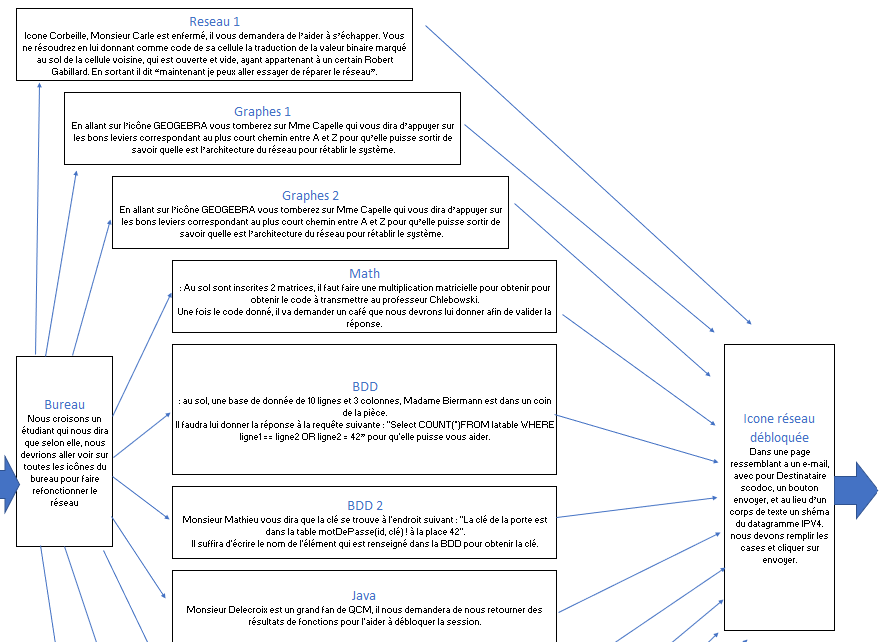 Reseau 1
Icone Corbeille, Monsieur Carle est enfermé, il vous demandera de l'aider à s'échapper. Vous
ne résoudrez en lui donnant comme code de sa cellule la traduction de la valeur binaire marqué
au sol de la cellule voisine, qui est ouverte et vide, ayant appartenant à un certain Robert
Gabillard. En sortant il dit "maintenant je peux aller essayer de réparer le réseau".
Graphes 1
En allant sur l'icône GEOGEBRA vous tomberez sur Mme Capelle qui vous dira d'appuyer sur
les bons leviers correspondant au plus court chemin entre A et Z pour qu'elle puisse sortir de
savoir quelle est l'architecture du réseau pour rétablir le système.
Graphes 2
En allant sur l'icône GEOGEBRA vous tomberez sur Mme Capelle qui vous dira d'appuyer sur
les bons leviers correspondant au plus court chemin entre A et Z pour qu'elle puisse sortir de
savoir quelle est l'architecture du réseau pour rétablir le système.
Math
: Au sol sont inscrites 2 matrices, il faut faire une multiplication matricielle pour obtenir pour
obtenir le code à transmettre au professeur Chlebowski.
Une fois le code donné, il va demander un café que nous devrons lui donner afin de valider la
réponse.
Bureau
Nous croisons un
étudiant qui nous dira
que selon elle, nous
devrions aller voir sur
toutes les icônes du
bureau pour faire
refonctionner le
réseau
BDD
: au sol, une base de donnée de 10 lignes et 3 colonnes, Madame Biermann est dans un coin
de la pièce.
Il faudra lui donner la réponse à la requête suivante : "Select COUNT(*)FROM latable WHERE
ligne1 == ligne2 OR ligne2 = 42" pour qu'elle puisse vous aider.
BDD 2
Monsieur Mathieu vous dira que la clé se trouve à l'endroit suivant : "La clé de la porte est
dans la table motDePasse(id, clé) ! à la place 42".
Il suffira d'écrire le nom de l'élément qui est renseigné dans la BDD pour obtenir la clé.
Java
Monsieur Delecroix est un grand fan de QCM, il nous demandera de nous retourner des
résultats de fonctions pour l'aider à débloquer la session.
Icone réseau
débloquée
Dans une page
ressemblant a un e-mail,
avec pour Destinataire
scodoc, un bouton
envoyer, et au lieu d'un
corps de texte un shéma
du datagramme IPV4.
nous devons remplir les
cases et cliquer sur
envoyer.